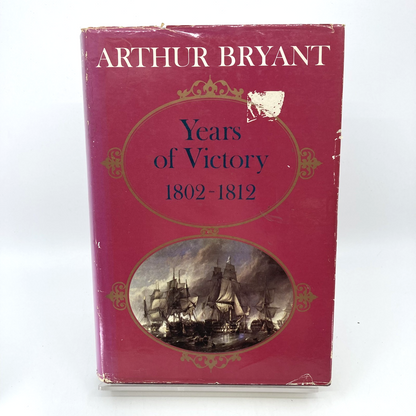 ARTHUR BRYANT
Years
of Victory
1802-1812